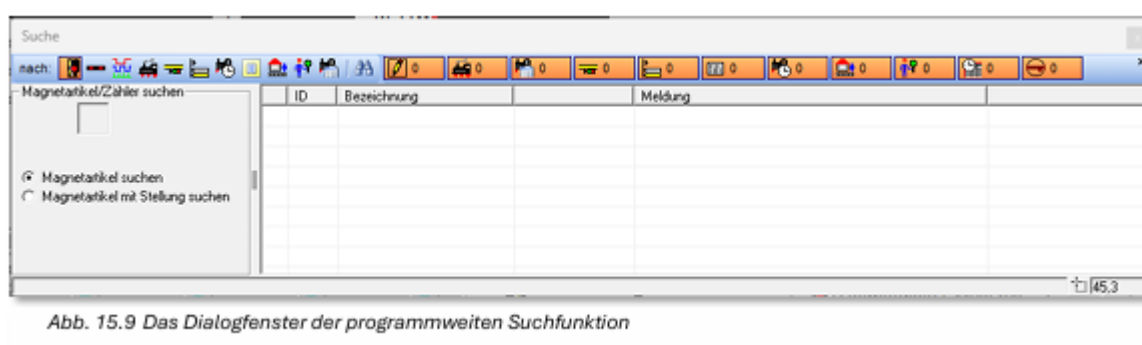 Suche
nach: 0 0 0 0 0 0 0 0 0 0 0
Magnetartikel/Zähler suchen
ID Bezeichnung Meldung
Magnetartikel suchen
Magnetartikel mit Stellung suchen
45,3
Abb. 15.9 Das Dialogfenster der programmweiten Suchfunktion